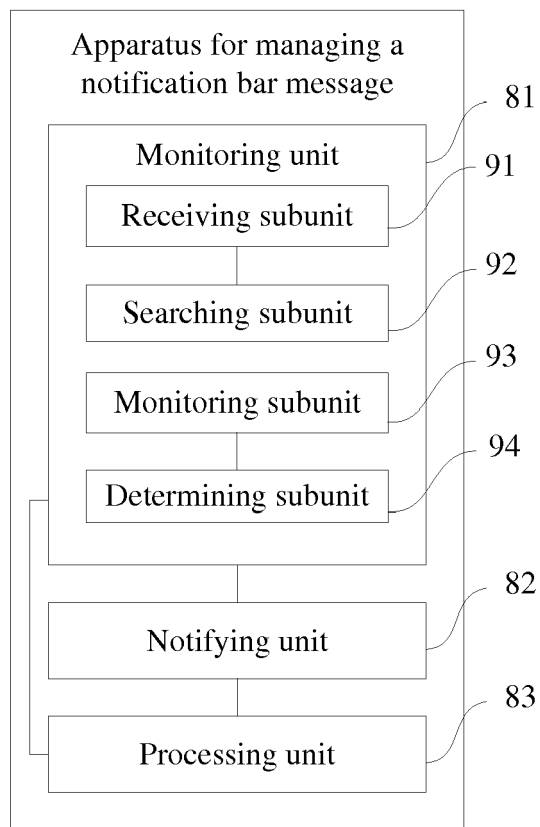 Apparatus for managing a
notification bar message
81
Monitoring unit
91
Receiving subunit
92
Searching subunit
93
Monitoring subunit
94
Determining subunit
82
Notifying unit
83
Processing unit